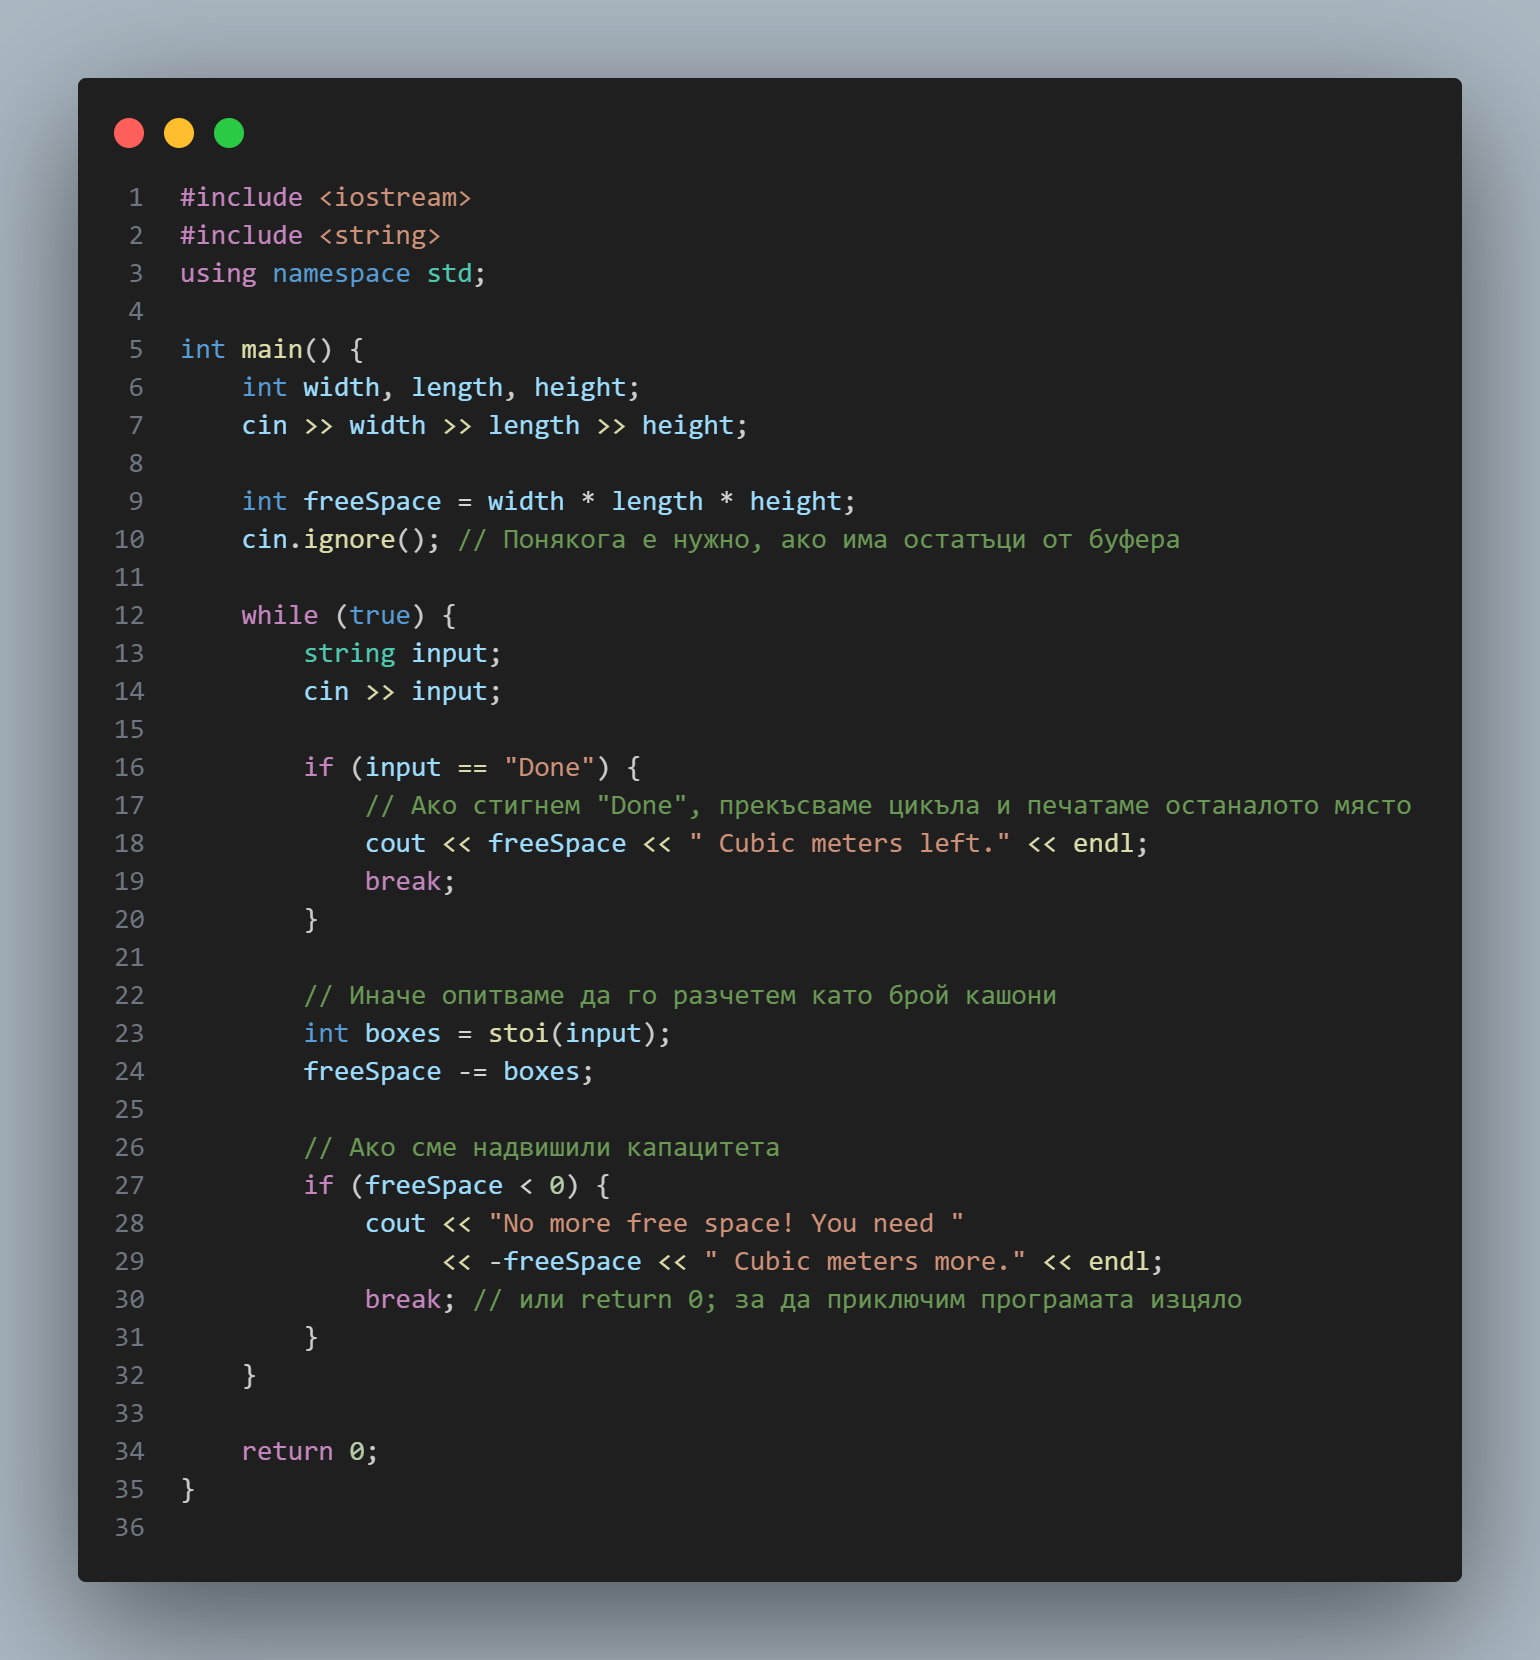 1 #include <iostream>
2 #include <string>
3 using namespace std;
4
5 int main() {
6     int width, length, height;
7     cin >> width >> length >> height;
8
9     int freeSpace = width * length * height;
10     cin.ignore(); // Понякога е нужно, ако има остатъци от буфера
11
12     while (true) {
13         string input;
14         cin >> input;
15
16         if (input == "Done") {
17             // Ако стигнем "Done", прекъсваме цикъла и печатаме останалото място
18             cout << freeSpace << " Cubic meters left." << endl;
19             break;
20         }
21
22         // Иначе опитваме да го разчетем като брой кашони
23         int boxes = stoi(input);
24         freeSpace -= boxes;
25
26         // Ако сме надвишили капацитета
27         if (freeSpace < 0) {
28             cout << "No more free space! You need "
29                  << -freeSpace << " Cubic meters more." << endl;
30             break; // или return 0; за да приключим програмата изцяло
31         }
32     }
33
34     return 0;
35 }
36